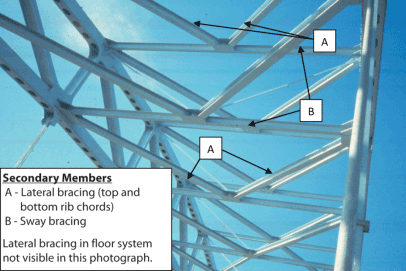 A
B
A
Secondary Members
A - Lateral bracing (top and
bottom rib chords)
B - Sway bracing
Lateral bracing in floor system
not visible in this photograph.